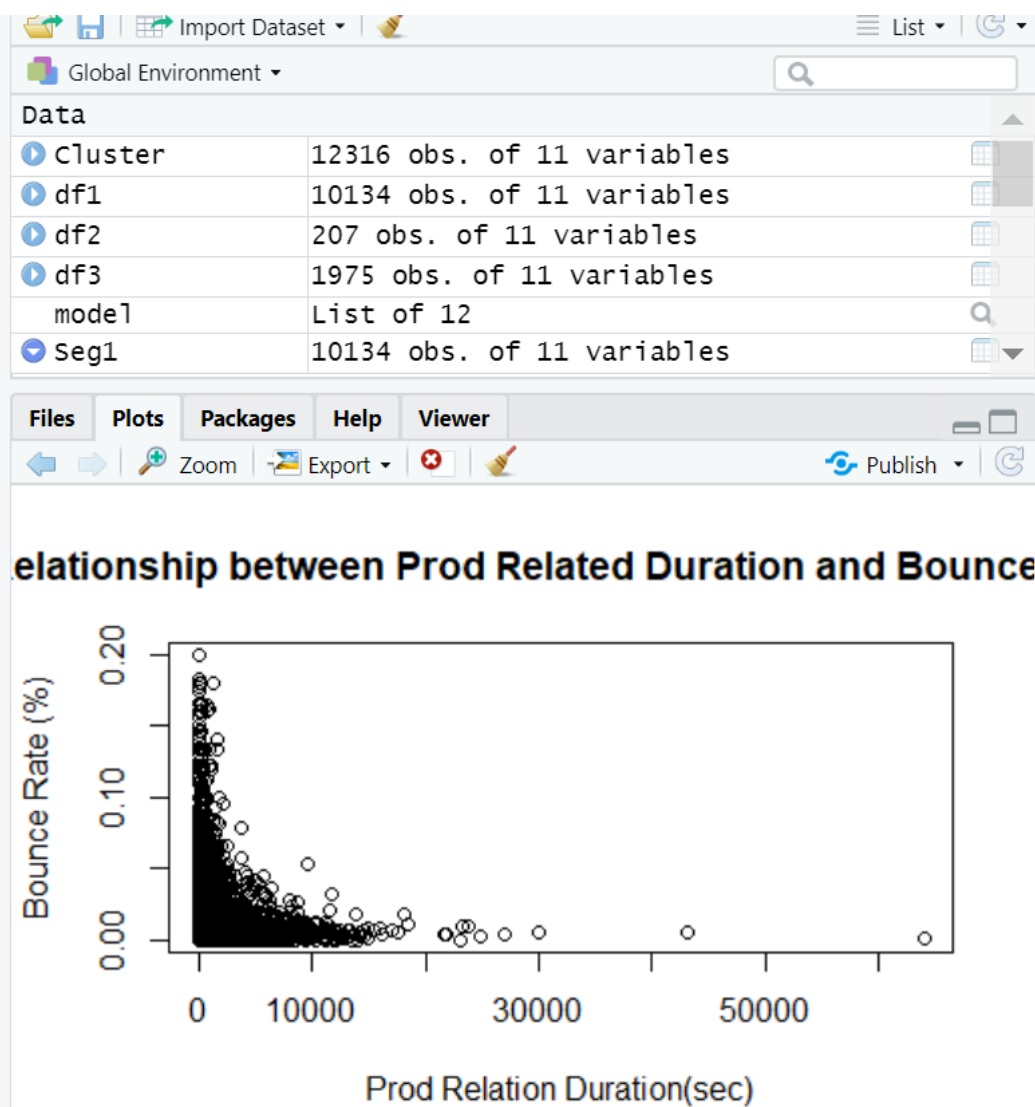 Import Dataset List
Global Environment
Data
Cluster 12316 obs. of 11 variables
df1 10134 obs. of 11 variables
df2 207 obs. of 11 variables
df3 1975 obs. of 11 variables
model List of 12
Seg1 10134 obs. of 11 variables
Files Plots Packages Help Viewer
Zoom Export Publish
elationship between Prod Related Duration and Bounce
Bounce Rate (%)
0.20
0.10
0.00
0 10000 30000 50000
Prod Relation Duration(sec)